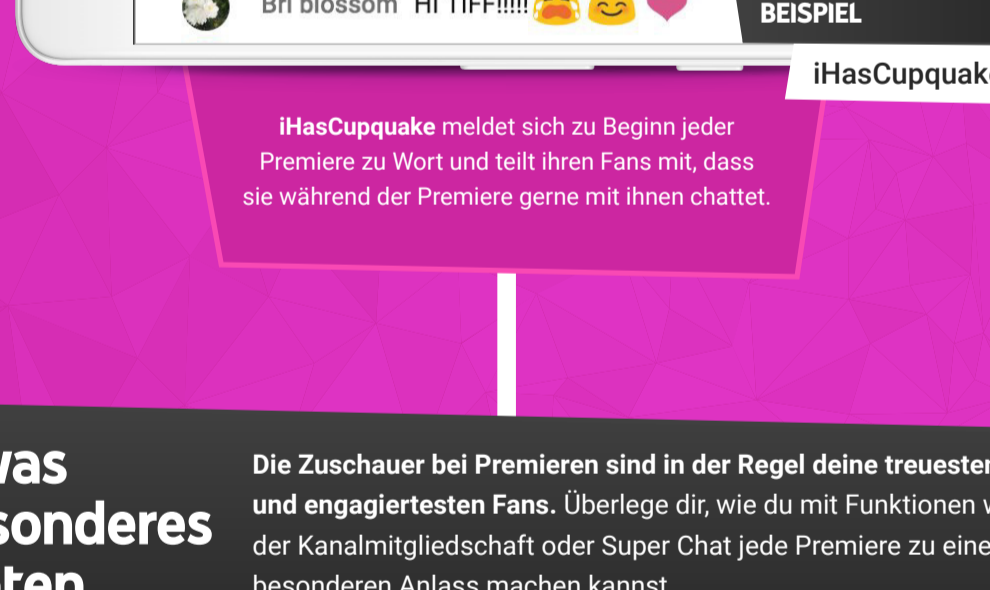 Bri blossom HI TIFF!!!!!
BEISPIEL
iHasCupquake
iHasCupquake meldet sich zu Beginn jeder
Premiere zu Wort und teilt ihren Fans mit, dass
sie während der Premiere gerne mit ihnen chattet.
was
sonderes
Die Zuschauer bei Premieren sind in der Regel deine treuesten
und engagiertesten Fans. Überlege dir, wie du mit Funktionen
der Kanalmitgliedschaft oder Super Chat jede Premiere zu eine
besonderen Anlass machen kannst